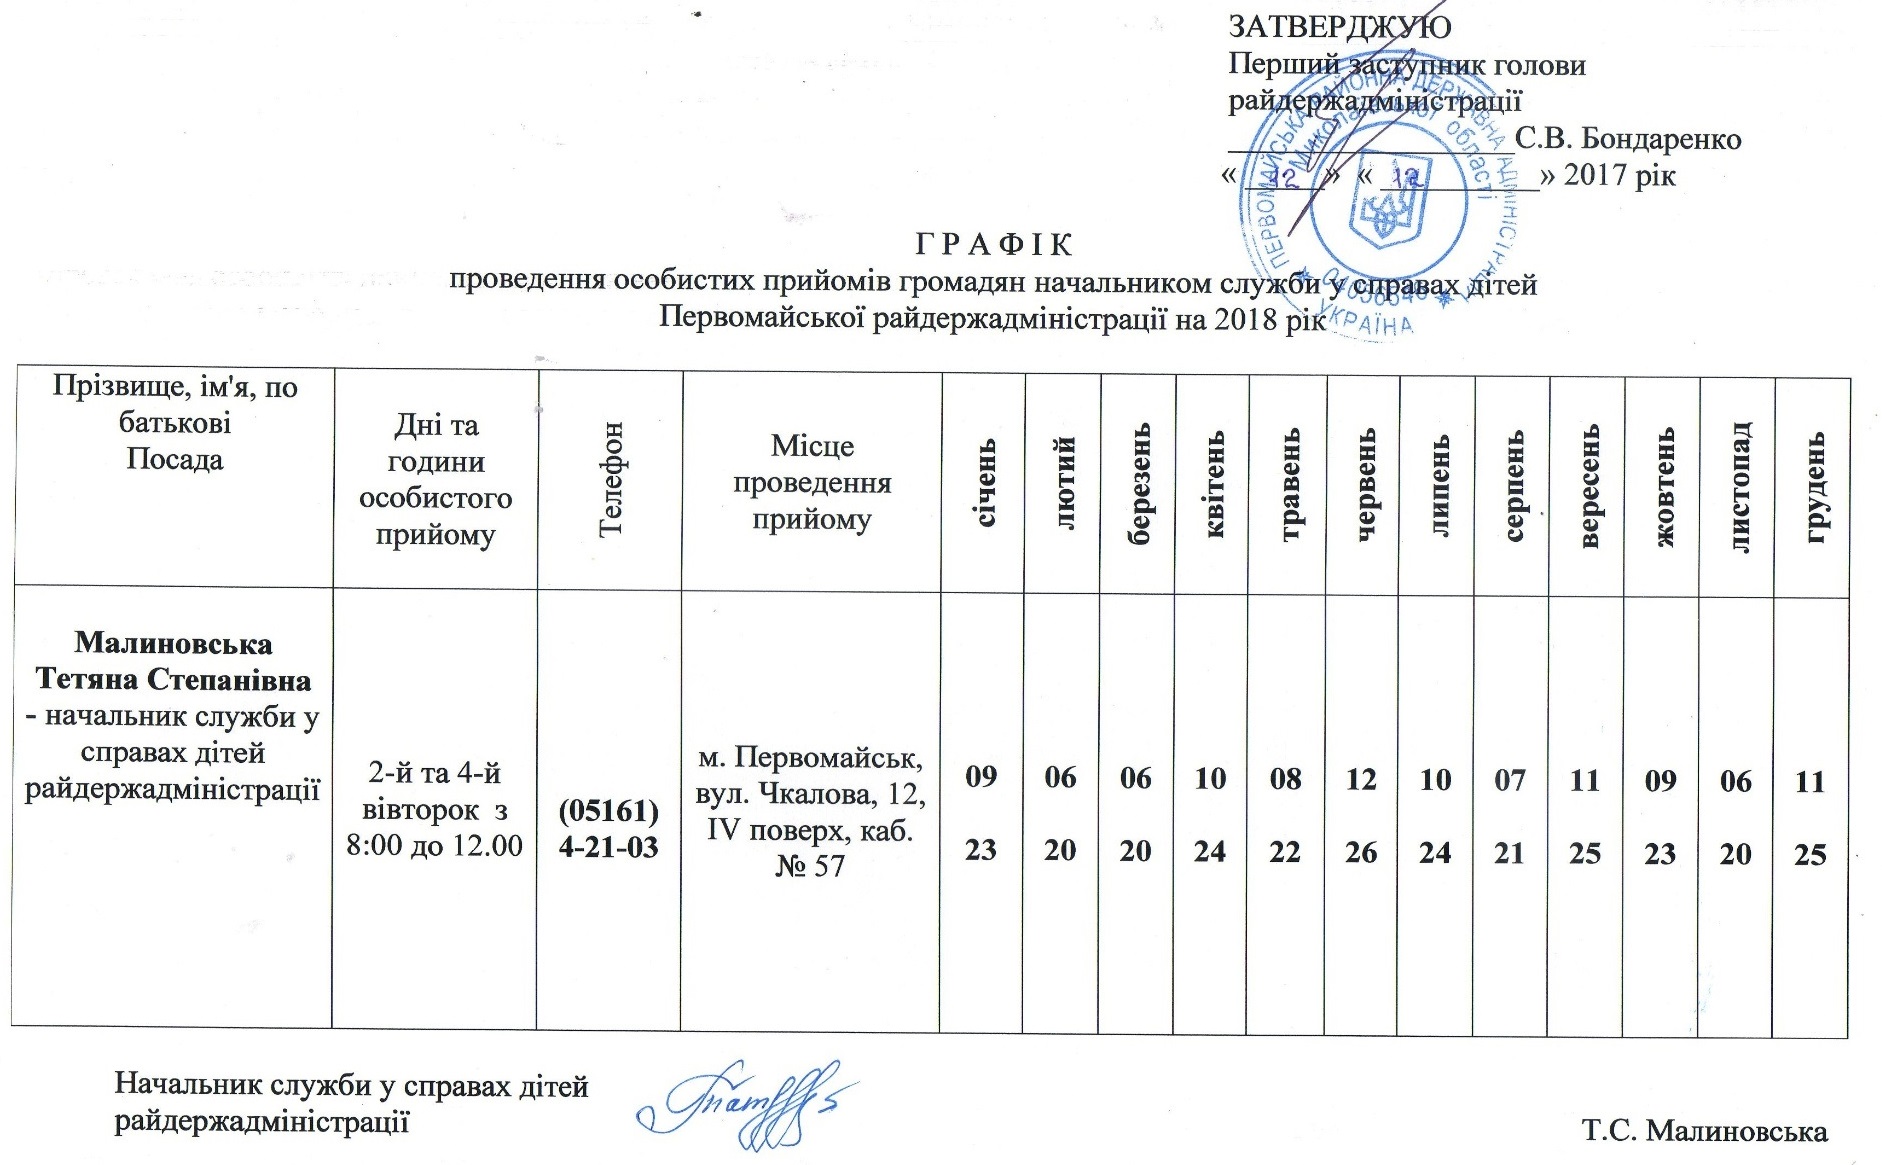 ЗАТВЕРДЖУЮ
Перший заступник голови
райдержадміністрації
__________________С.В. Бондаренко
« 12 » « 12 » 2017 рік
ПЕРВОМАЙСЬКА РАЙОННА ДЕРЖАВНА АДМІНІСТРАЦІЯ
Миколаївської області
УКРАЇНА
Г Р А Ф І К
проведення особистих прийомів громадян начальником служби у справах дітей
Первомайської райдержадміністрації на 2018 рік
Прізвище, ім'я, по
батькові
Посада
Дні та
години
особистого
прийому
Телефон
Місце
проведення
прийому
січень
лютий
березень
квітень
травень
червень
липень
серпень
вересень
жовтень
листопад
грудень
Малиновська
Тетяна Степанівна
- начальник служби у
справах дітей
райдержадміністрації
2-й та 4-й
вівторок з
8:00 до 12.00
(05161)
4-21-03
м. Первомайськ,
вул. Чкалова, 12,
IV поверх, каб.
№ 57
09 06 06 10 08 12 10 07 11 09 06 11
23 20 20 24 22 26 24 21 25 23 20 25
Начальник служби у справах дітей
райдержадміністрації
Т.С. Малиновська